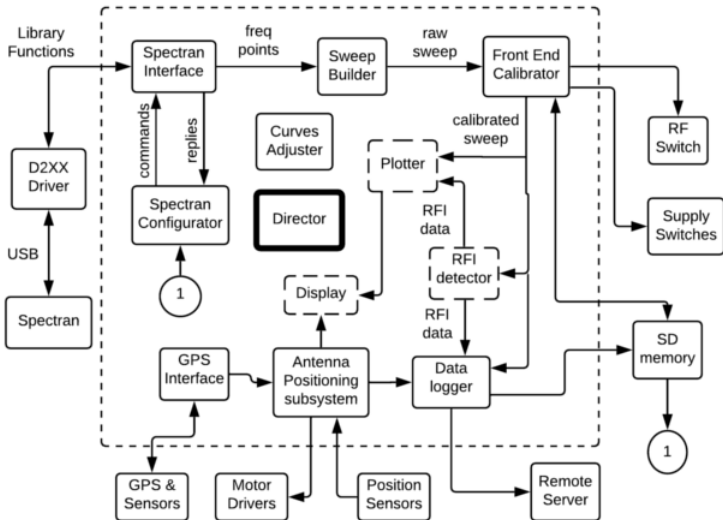 Library
Functions
Spectran
Interface
freq
points
Sweep
Builder
raw
sweep
Front End
Calibrator
commands
replies
Curves
Adjuster
calibrated
sweep
Plotter
RF
Switch
D2XX
Driver
Spectran
Configurator
Director
RFI
data
Supply
Switches
USB
RFI
detector
1
Display
Spectran
RFI
data
SD
memory
GPS
Interface
Antenna
Positioning
subsystem
Data
logger
1
GPS &
Sensors
Motor
Drivers
Position
Sensors
Remote
Server